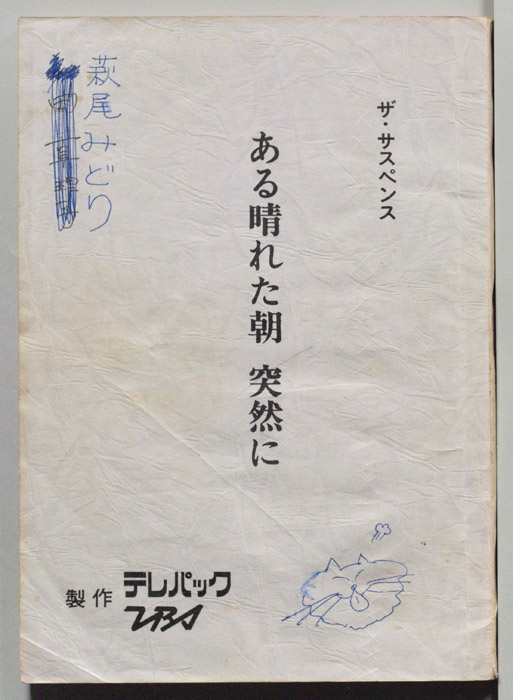 ザ・サスペンス
ある晴れた朝 突然に
萩尾みどり
製作 テレパック